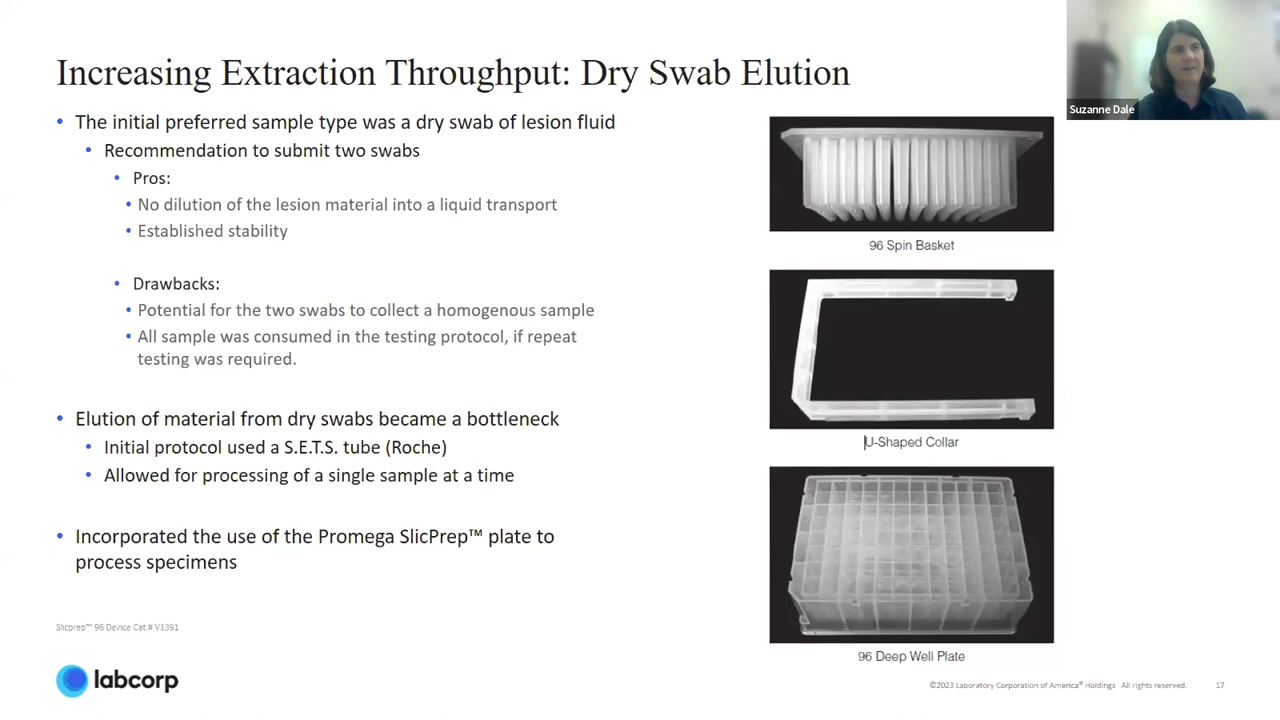 Increasing Extraction Throughput: Dry Swab Elution
Suzanne Dale
• The initial preferred sample type was a dry swab of lesion fluid
• Recommendation to submit two swabs
• Pros:
• No dilution of the lesion material into a liquid transport
• Established stability
• Drawbacks:
• Potential for the two swabs to collect a homogenous sample
• All sample was consumed in the testing protocol, if repeat
testing was required.
• Elution of material from dry swabs became a bottleneck
• Initial protocol used a S.E.T.S. tube (Roche)
• Allowed for processing of a single sample at a time
• Incorporated the use of the Promega SlicPrep™ plate to
process specimens
96 Spin Basket
U-Shaped Collar
96 Deep Well Plate
Slicprep™ 96 Device Cat.# V1391
labcorp
©2023 Laboratory Corporation of America® Holdings All rights reserved.
17